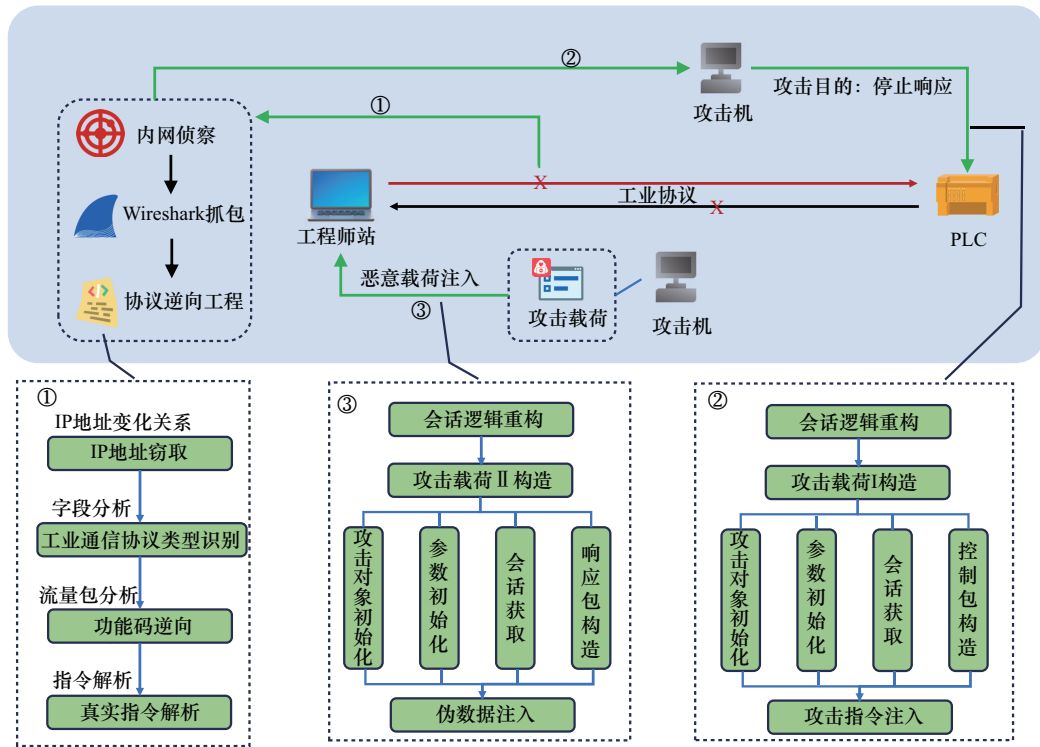 ②
攻击目的：停止响应
攻击机
①
内网侦察
Wireshark抓包
协议逆向工程
X
工业协议
X
工程师站
PLC
恶意载荷注入
③
攻击载荷
攻击机
①
IP地址变化关系
IP地址窃取
字段分析
工业通信协议类型识别
流量包分析
功能码逆向
指令解析
真实指令解析
③
会话逻辑重构
攻击载荷Ⅱ构造
攻击对象初始化
参数初始化
会话获取
响应包构造
伪数据注入
②
会话逻辑重构
攻击载荷I构造
攻击对象初始化
参数初始化
会话获取
控制包构造
攻击指令注入